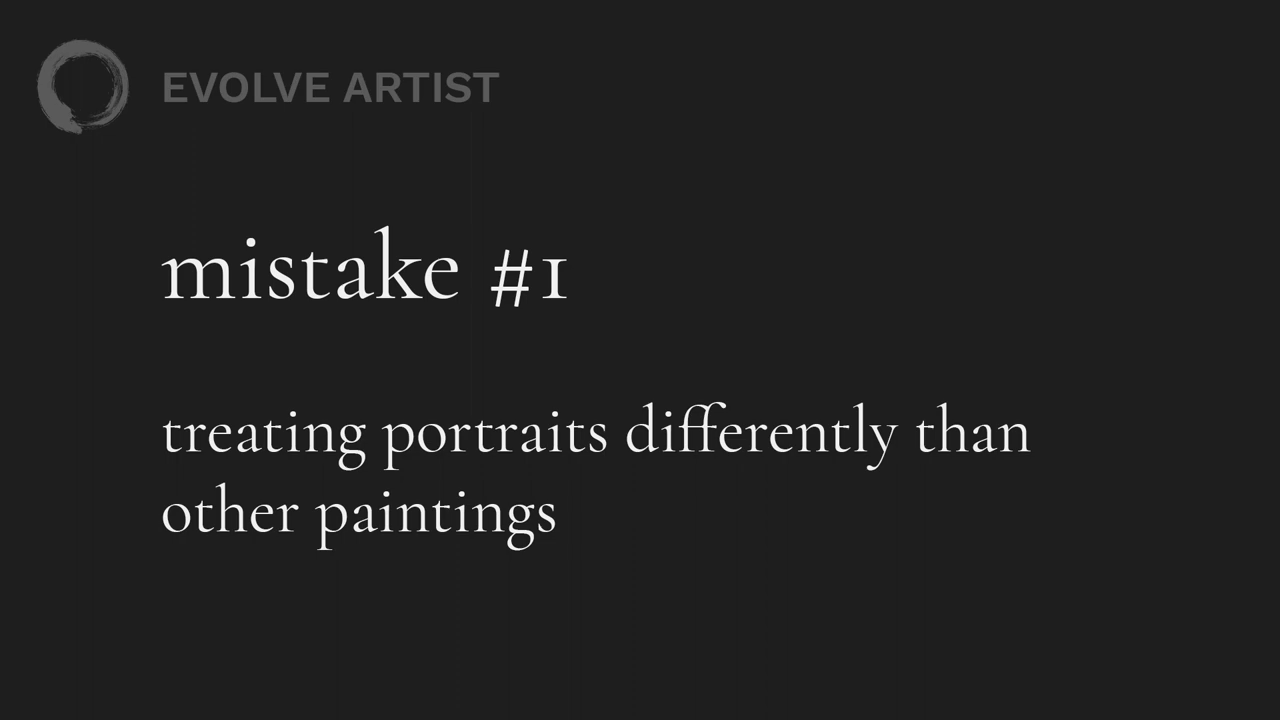 EVOLVE ARTIST
mistake #1
treating portraits differently than
other paintings